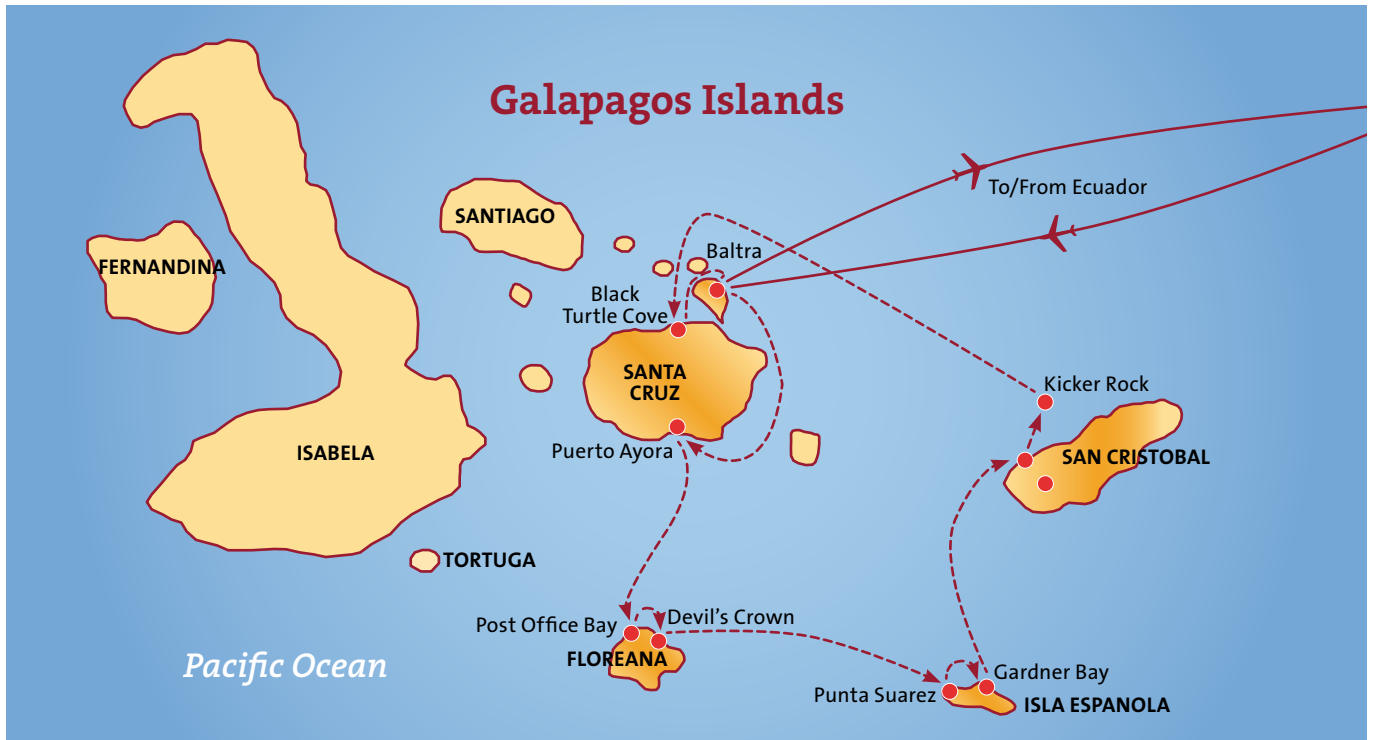 Galapagos Islands
To/From Ecuador
SANTIAGO
Baltra
FERNANDINA
Black
Turtle Cove
SANTA
CRUZ
Kicker Rock
ISABELA
Puerto Ayora
SAN CRISTOBAL
TORTUGA
Post Office Bay
Devil’s Crown
FLOREANA
Pacific Ocean
Gardner Bay
Punta Suarez
ISLA ESPANOLA